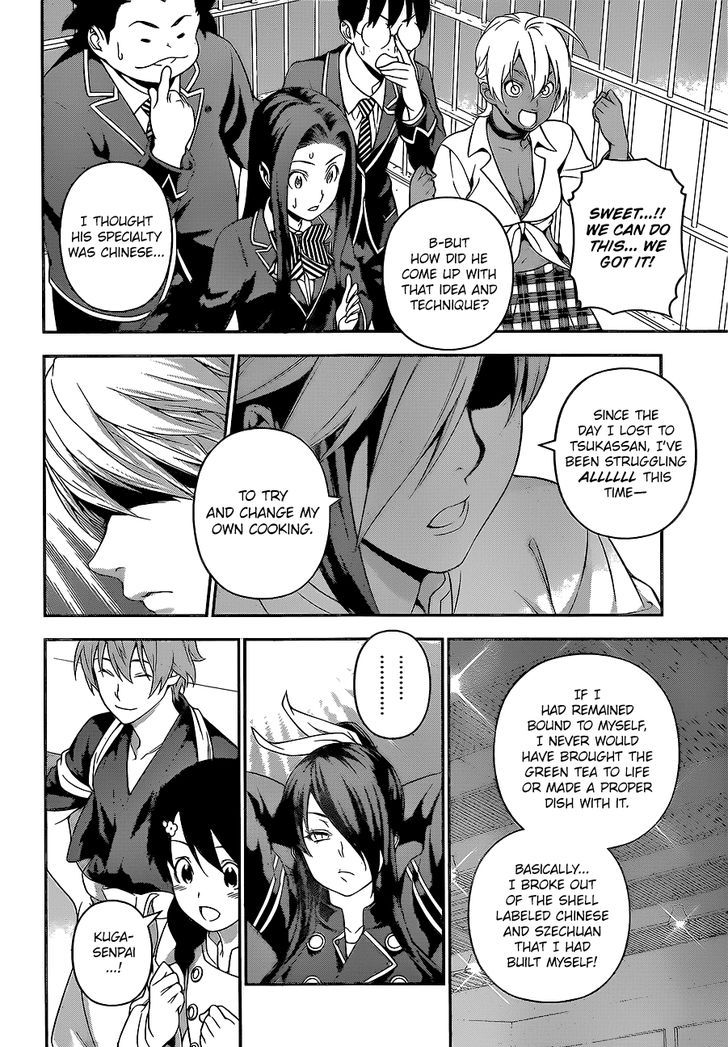 SWEET...!!
WE CAN DO
THIS... WE
GOT IT!
B-BUT
HOW DID HE
COME UP WITH
THAT IDEA AND
TECHNIQUE?
I THOUGHT
HIS SPECIALTY
WAS CHINESE...
SINCE THE
DAY I LOST TO
TSUKASSAN, I'VE
BEEN STRUGGLING
ALLLLLL THIS
TIME—
TO TRY
AND CHANGE MY
OWN COOKING.
IF I
HAD REMAINED
BOUND TO MYSELF,
I NEVER WOULD
HAVE BROUGHT THE
GREEN TEA TO LIFE
OR MADE A PROPER
DISH WITH IT.
BASICALLY...
I BROKE OUT
OF THE SHELL
LABELED CHINESE
AND SZECHUAN
THAT I HAD
BUILT MYSELF!
.........
KUGA-
SENPAI
...!